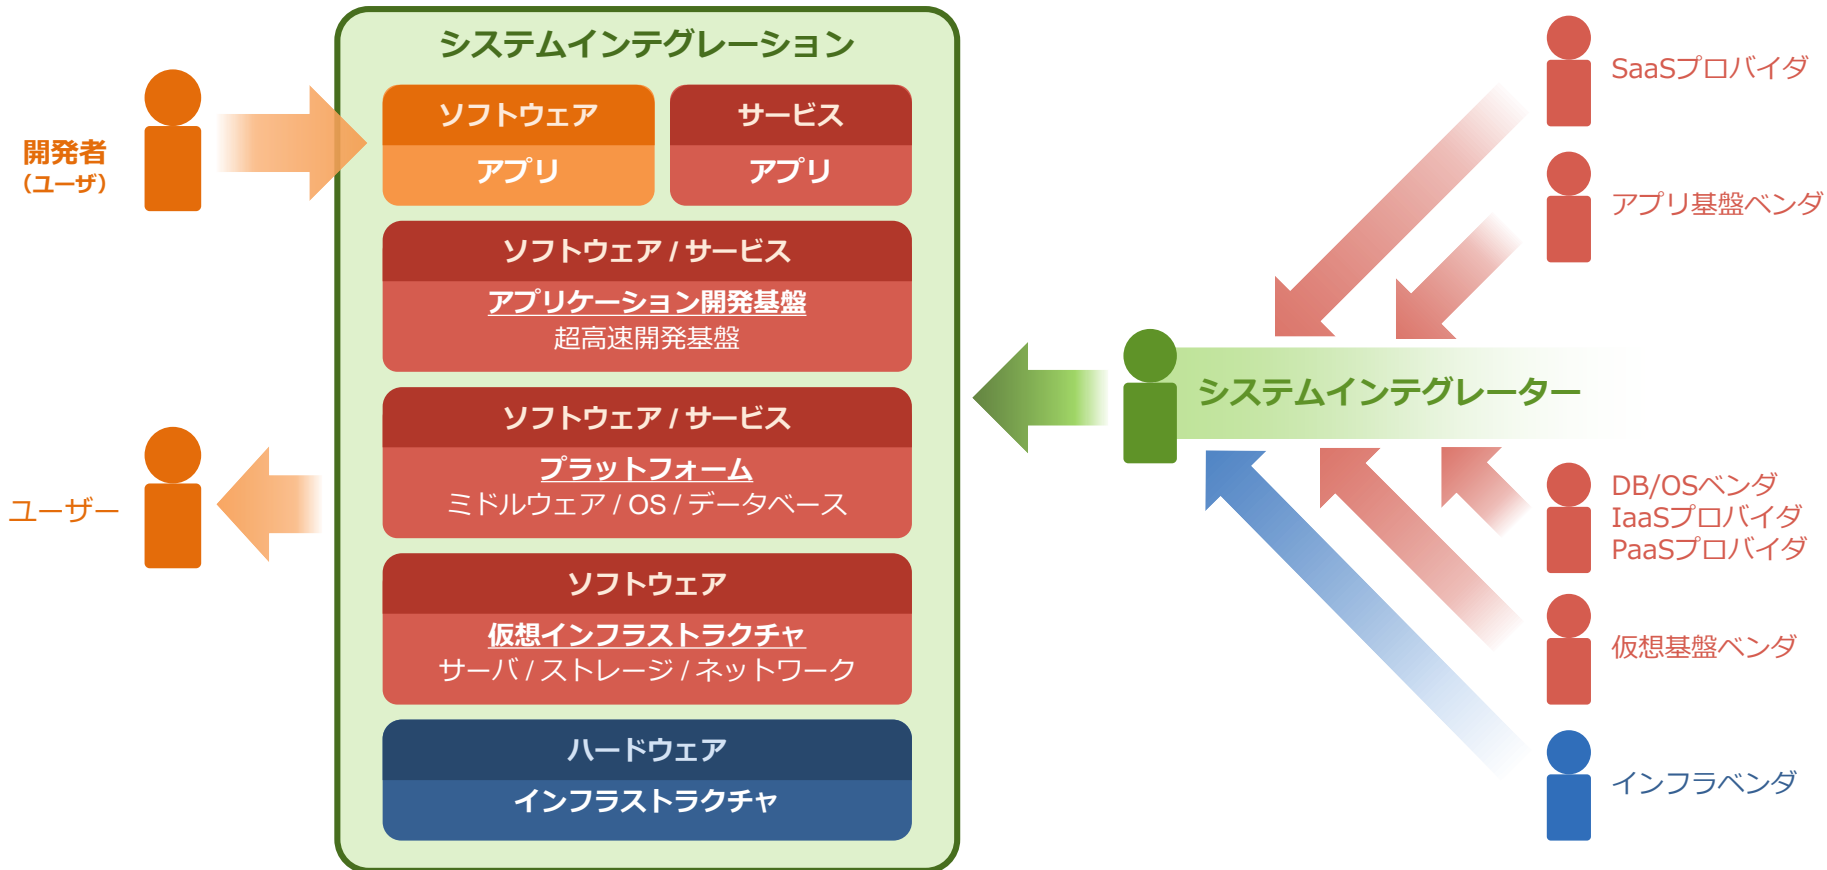 システムインテグレーション
開発者
（ユーザ）
ユーザー
ソフトウェア
アプリ
サービス
アプリ
ソフトウェア / サービス
アプリケーション開発基盤
超高速開発基盤
ソフトウェア / サービス
プラットフォーム
ミドルウェア / OS / データベース
ソフトウェア
仮想インフラストラクチャ
サーバ / ストレージ / ネットワーク
ハードウェア
インフラストラクチャ
システムインテグレーター
SaaSプロバイダ
アプリ基盤ベンダ
DB/OSベンダ
IaaSプロバイダ
PaaSプロバイダ
仮想基盤ベンダ
インフラベンダ